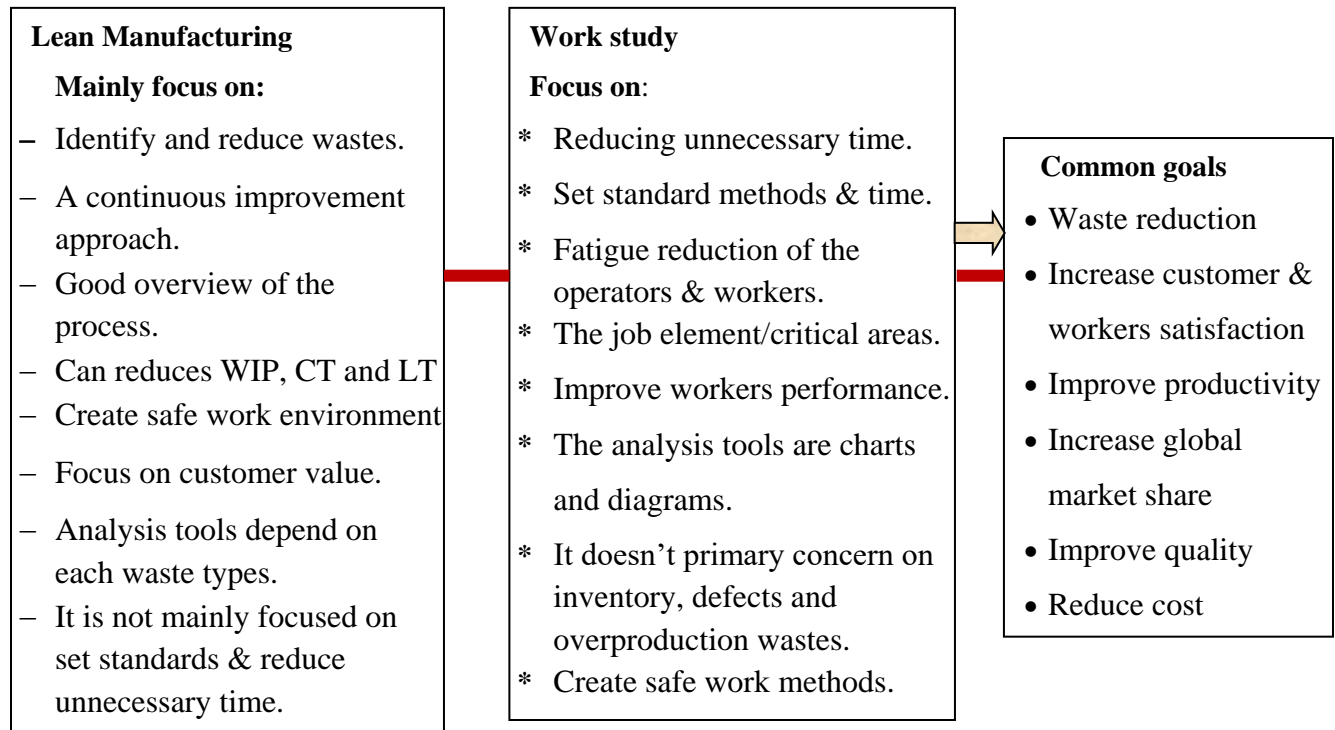 Lean Manufacturing
Mainly focus on:
– Identify and reduce wastes.
– A continuous improvement
approach.
– Good overview of the
process.
– Can reduces WIP, CT and LT
– Create safe work environment
– Focus on customer value.
– Analysis tools depend on
each waste types.
– It is not mainly focused on
set standards & reduce
unnecessary time.
Work study
Focus on:
* Reducing unnecessary time.
* Set standard methods & time.
* Fatigue reduction of the
operators & workers.
* The job element/critical areas.
* Improve workers performance.
* The analysis tools are charts
and diagrams.
* It doesn’t primary concern on
inventory, defects and
overproduction wastes.
* Create safe work methods.
Common goals
• Waste reduction
• Increase customer &
workers satisfaction
• Improve productivity
• Increase global
market share
• Improve quality
• Reduce cost